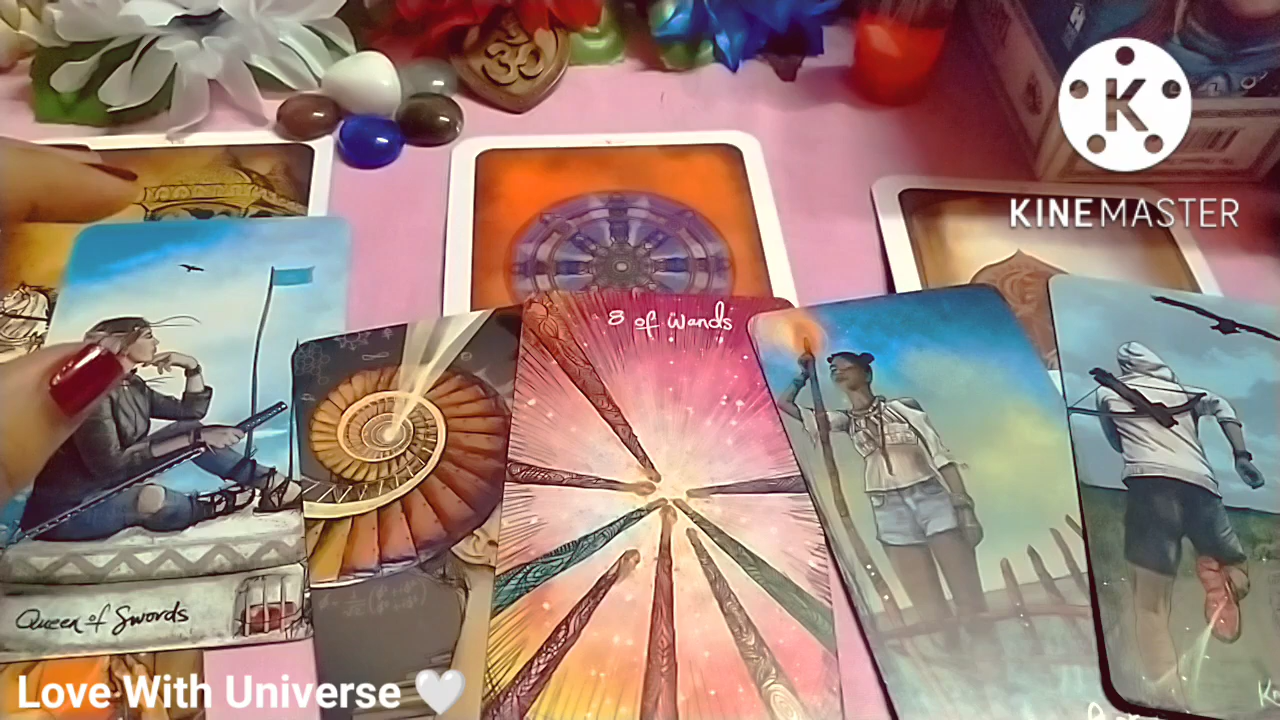 KINEMASTER
8 of Wands
Queen of Swords
Love With Universe 🤍